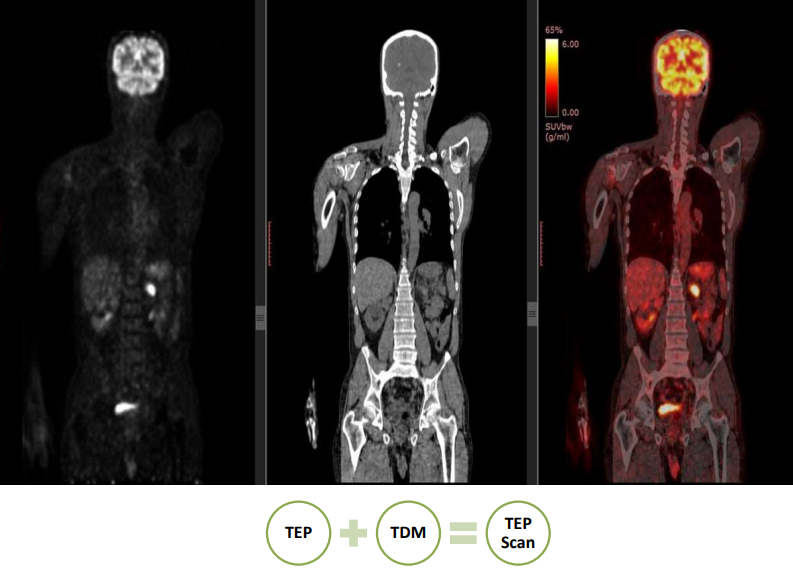 65%
6.00
0.00
SUVbw
(g/ml)
TEP
TDM
TEP
Scan